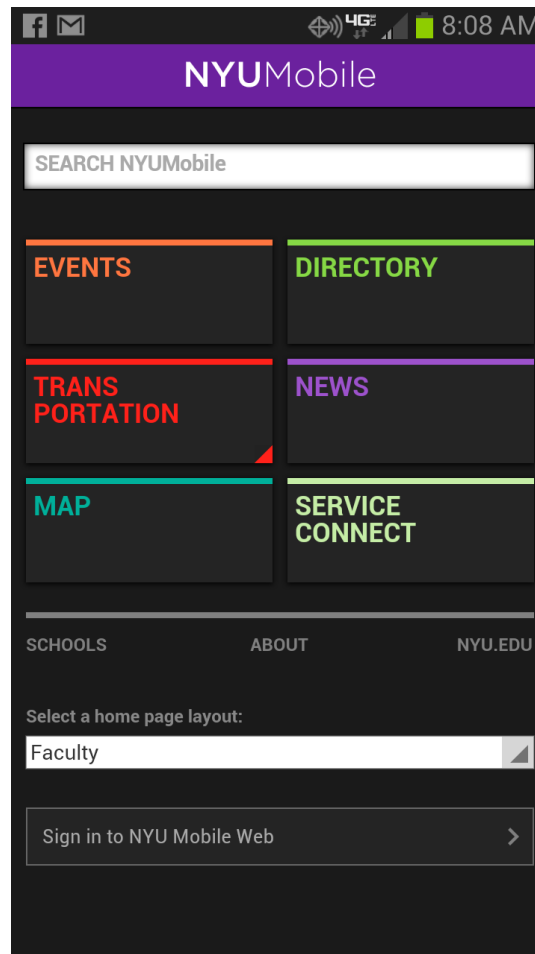 4G 8:08 AM
NYUMobile
SEARCH NYUMobile
EVENTS DIRECTORY
TRANS
PORTATION
NEWS
MAP
SERVICE
CONNECT
SCHOOLS ABOUT NYU.EDU
Select a home page layout:
Faculty
Sign in to NYU Mobile Web